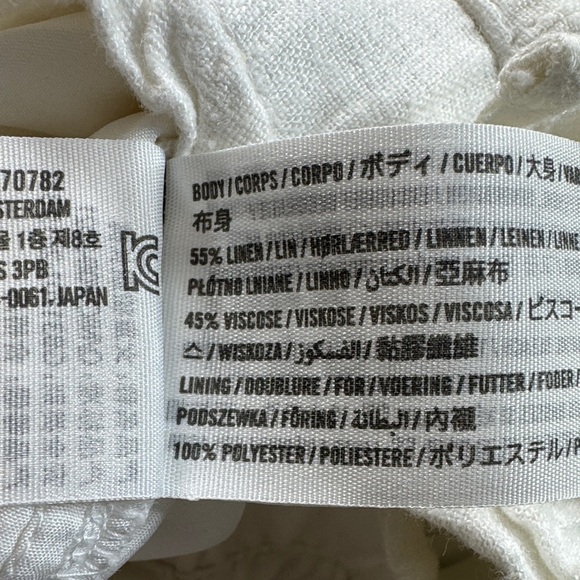 70782
STERDAM
울 1층 제8호
S 3PB
-0061, JAPAN
BODY / CORPS / CORPO / ボディ / CUERPO / 大身 /
布身
55% LINEN / LIN / HØRLÆRRED / LINNEN / LEINEN / LINNE
PŁÓTNO LNIANE / LINHO / الكتان / 亞麻布
45% VISCOSE / VISKOSE / VISKOS / VISCOSA / ビスコー
스 / WISKOZA / الفسكوز / 黏膠纖維
LINING / DOUBLURE / FOR / VOERING / FUTTER / FODER /
PODSZEWKA / FÖRING / البطانة / 內襯
100% POLYESTER / POLIESTERE / ポリエステル / P